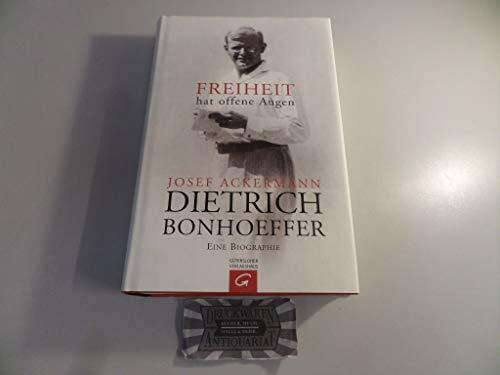 FREIHEIT
hat offene Augen
JOSEF ACKERMANN
DIETRICH
BONHOEFFER
EINE BIOGRAPHIE
GÜTERSLOHER
VERLAGSHAUS
DRUCKWAREN
ANTIQUARIAT